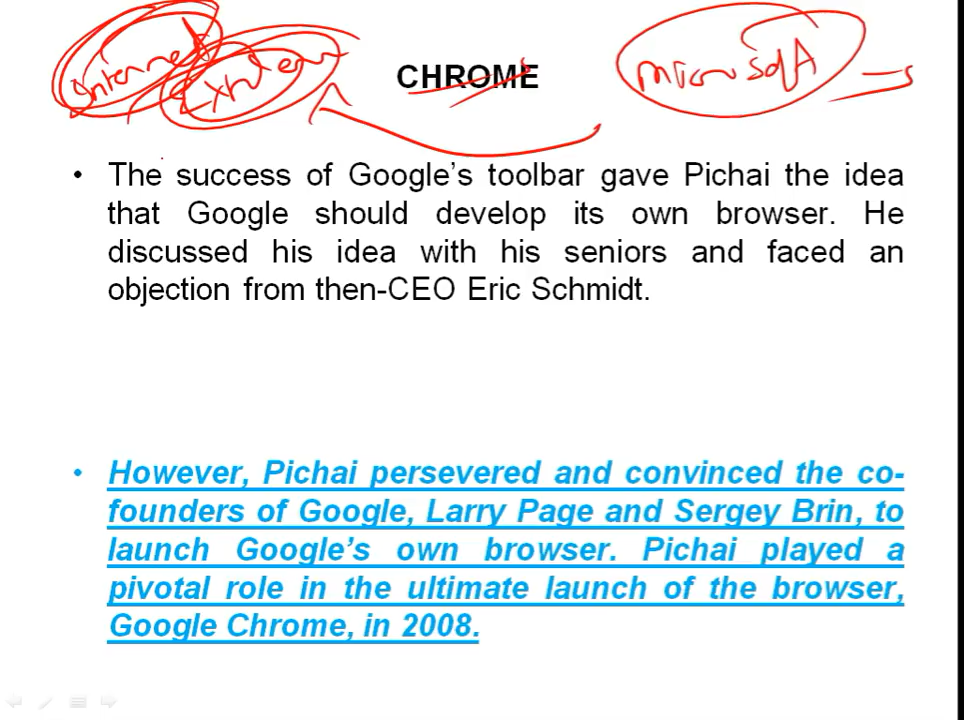 Internet
CHROME
microsoft
• The success of Google's toolbar gave Pichai the idea
that Google should develop its own browser. He
discussed his idea with his seniors and faced an
objection from then-CEO Eric Schmidt.
• However, Pichai persevered and convinced the co-
founders of Google, Larry Page and Sergey Brin, to
launch Google's own browser. Pichai played a
pivotal role in the ultimate launch of the browser,
Google Chrome, in 2008.